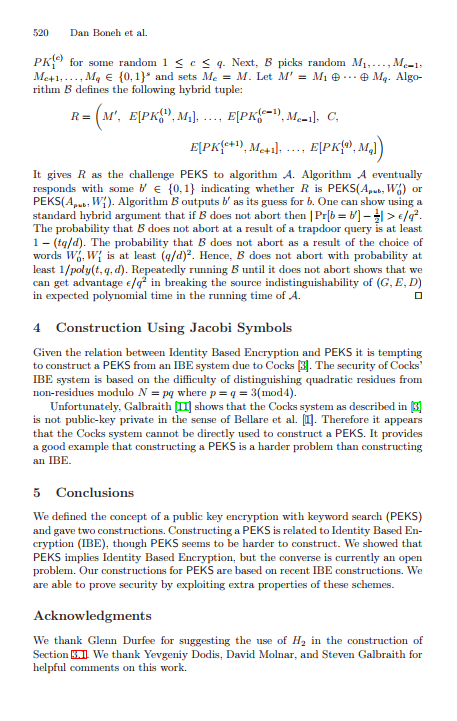 520 Dan Boneh et al.
PK₁⁽ᶜ⁾ for some random 1 ≤ c ≤ q. Next, B picks random M₁, . . . , M_{c−1},
M_{c+1}, . . . , M_q ∈ {0, 1}ˢ and sets M_c = M. Let M′ = M₁ ⊕ · · · ⊕ M_q. Algo-
rithm B defines the following hybrid tuple:
R = ( M′, E[PK₀⁽¹⁾, M₁], . . . , E[PK₀⁽ᶜ⁻¹⁾, M_{c−1}], C,
E[PK₁⁽ᶜ⁺¹⁾, M_{c+1}], . . . , E[PK₁⁽q⁾, M_q] )
It gives R as the challenge PEKS to algorithm A. Algorithm A eventually
responds with some b′ ∈ {0, 1} indicating whether R is PEKS(A_{pub}, W₀′) or
PEKS(A_{pub}, W₁′). Algorithm B outputs b′ as its guess for b. One can show using a
standard hybrid argument that if B does not abort then | Pr[b = b′] − ½| > ϵ/q².
The probability that B does not abort at a result of a trapdoor query is at least
1 − (tq/d). The probability that B does not abort as a result of the choice of
words W₀′, W₁′ is at least (q/d)². Hence, B does not abort with probability at
least 1/poly(t, q, d). Repeatedly running B until it does not abort shows that we
can get advantage ϵ/q² in breaking the source indistinguishability of (G, E, D)
in expected polynomial time in the running time of A. □
4 Construction Using Jacobi Symbols
Given the relation between Identity Based Encryption and PEKS it is tempting
to construct a PEKS from an IBE system due to Cocks [3]. The security of Cocks'
IBE system is based on the difficulty of distinguishing quadratic residues from
non-residues modulo N = pq where p = q = 3(mod4).
Unfortunately, Galbraith [11] shows that the Cocks system as described in [3]
is not public-key private in the sense of Bellare et al. [1]. Therefore it appears
that the Cocks system cannot be directly used to construct a PEKS. It provides
a good example that constructing a PEKS is a harder problem than constructing
an IBE.
5 Conclusions
We defined the concept of a public key encryption with keyword search (PEKS)
and gave two constructions. Constructing a PEKS is related to Identity Based En-
cryption (IBE), though PEKS seems to be harder to construct. We showed that
PEKS implies Identity Based Encryption, but the converse is currently an open
problem. Our constructions for PEKS are based on recent IBE constructions. We
are able to prove security by exploiting extra properties of these schemes.
Acknowledgments
We thank Glenn Durfee for suggesting the use of H₂ in the construction of
Section 3.1. We thank Yevgeniy Dodis, David Molnar, and Steven Galbraith for
helpful comments on this work.